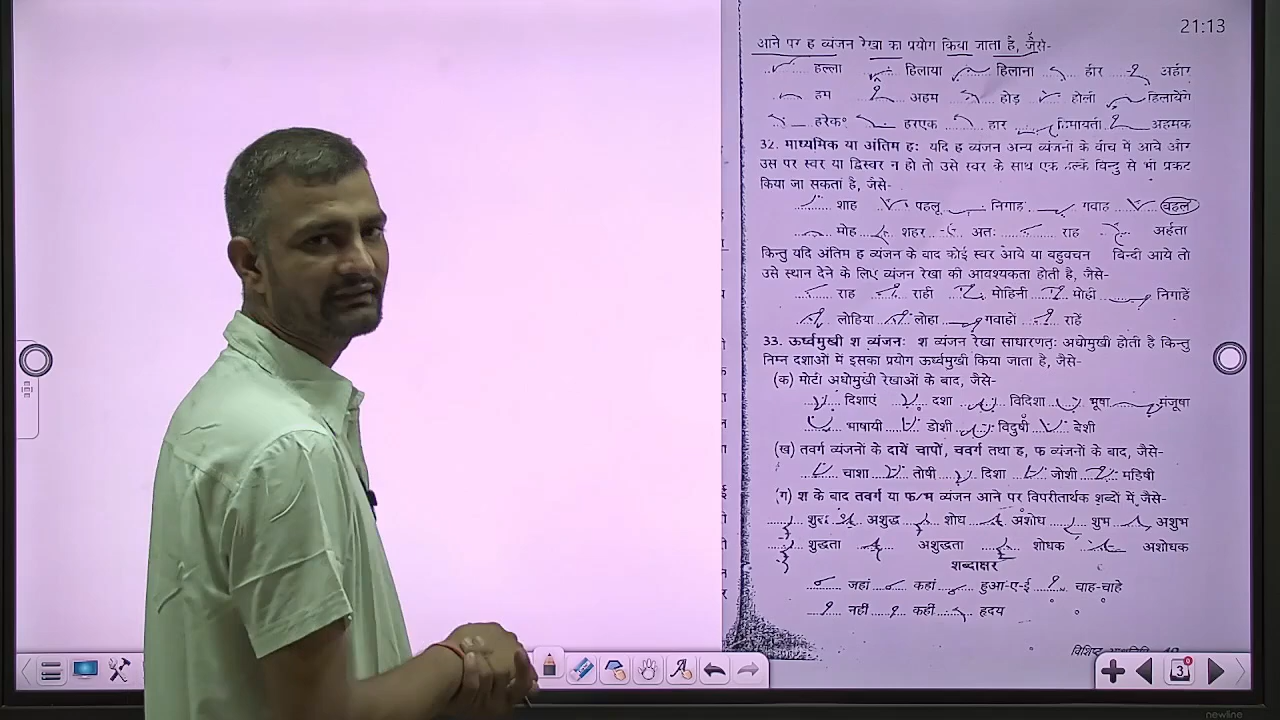 21:13
आने पर ह व्यंजन रेखा का प्रयोग किया जाता है, जैसे-
हल्ला हिलाया हिलाना हीर अहीर
हम अहम होड़ होली हिलायेंगे
हरेक हरएक हार हिमायती अहमक
32. माध्यमिक या अंतिम हः यदि ह व्यंजन अन्य व्यंजनों के बीच में आये और
उस पर स्वर या द्विस्वर न हो तो उसे स्वर के साथ एक हल्के बिन्दु से भी प्रकट
किया जा सकता है, जैसे-
शाह पहलू निगाह गवाह बहल
मोह शहर अतः राह अर्हता
किन्तु यदि अंतिम ह व्यंजन के बाद कोई स्वर आये या बहुवचन बिन्दी आये तो
उसे स्थान देने के लिए व्यंजन रेखा की आवश्यकता होती है, जैसे-
राह राही मोहिनी मोही निगाहें
लोहिया लोहा गवाहों राहें
33. ऊर्ध्वमुखी श व्यंजनः श व्यंजन रेखा साधारणतः अधोमुखी होती है किन्तु
निम्न दशाओं में इसका प्रयोग ऊर्ध्वमुखी किया जाता है, जैसे-
(क) मोटी अधोमुखी रेखाओं के बाद, जैसे-
दिशाएं दशा विदिशा भूषा मंजूषा
भाषायी डोशी विदुषी देशी
(ख) तवर्ग व्यंजनों के दायें चापों, चवर्ग तथा ह, फ व्यंजनों के बाद, जैसे-
चाशा तोषी दिशा जोशी महिषी
(ग) श के बाद तवर्ग या फ/भ व्यंजन आने पर विपरीतार्थक शब्दों में, जैसे-
शुद्ध अशुद्ध शोध अशोध शुभ अशुभ
शुद्धता अशुद्धता शोधक अशोधक
शब्दाक्षर
जहां कहां हुआ-ए-ई चाह-चाहे
नहीं कहीं हृदय
विशिष्ट
3
newline